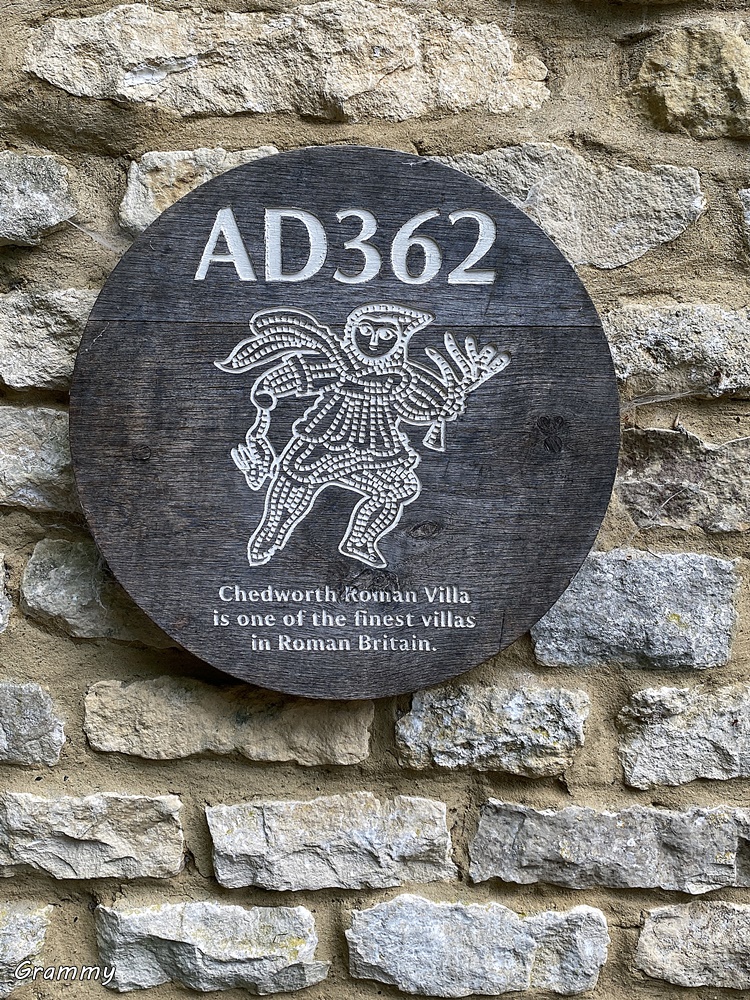 AD362
Chedworth Roman Villa
is one of the finest villas
in Roman Britain.
Grammy